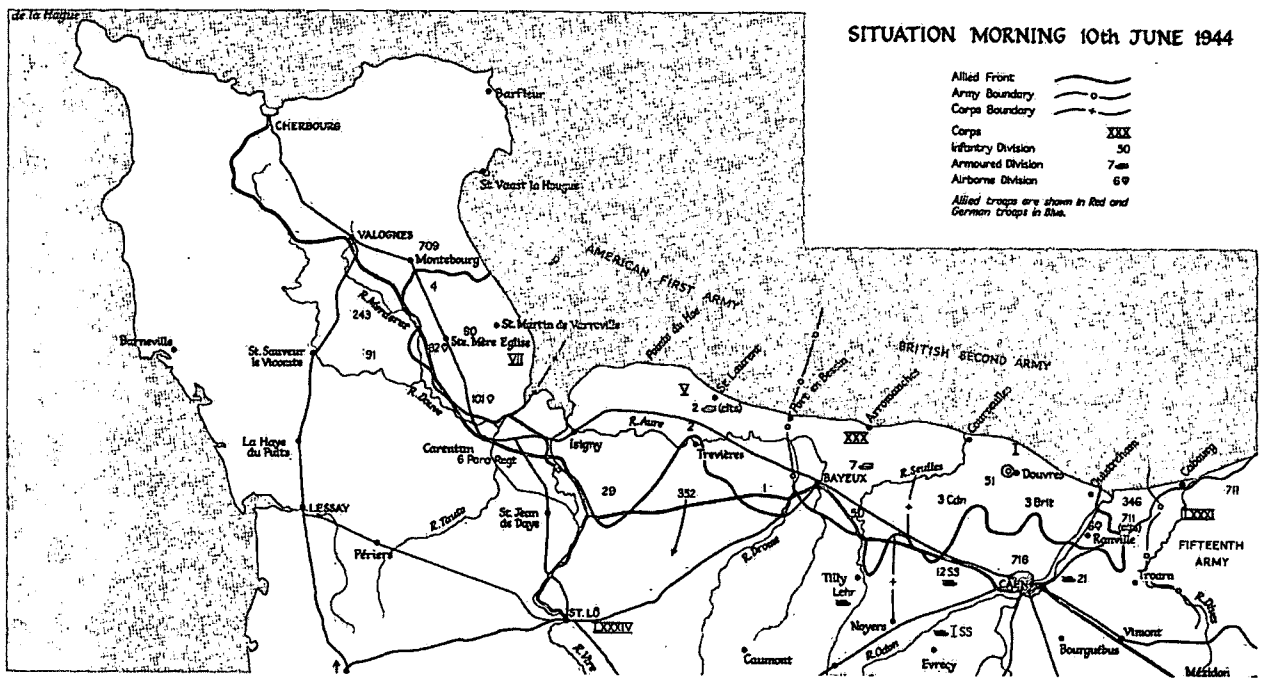 de la Hague
SITUATION MORNING 10th JUNE 1944
Allied Front
Army Boundary
Corps Boundary
Corps XXX
Infantry Division 50
Armoured Division 7
Airborne Division 6
Allied troops are shown in Red and
German troops in Blue.
Barfleur
CHERBOURG
St. Vaast la Hougue
VALOGNES
709
Montebourg
4
AMERICAN FIRST ARMY
R. Merderet
243
90
St. Martin de Varreville
Ste. Mère Eglise
82
VII
Barneville
91
St. Sauveur
le Vicomte
Pointe du Hoe
BRITISH SECOND ARMY
R. Douve
101
V
St. Laurent
2 (elts)
Port en Bessin
Arromanches
Courseulles
XXX
I
La Haye
du Puits
Carentan
6 Para Regt
Isigny
R. Aure
2
Trevières
7
BAYEUX
R. Seulles
51
Douvres
Ouistreham
Cabourg
711
LXXXI
29
352
1
50
3 Cdn
3 Brit
346
711
(elts)
6
Ranville
FIFTEENTH
ARMY
LESSAY
R. Taute
St. Jean
de Daye
Périers
R. Drome
Tilly
Lehr
12 SS
716
CAEN
21
Troarn
R. Dives
ST. LÔ
LXXXIV
R. Vire
Noyers
I SS
R. Odon
Evrecy
Caumont
Bourguébus
Vimont
Mézidon